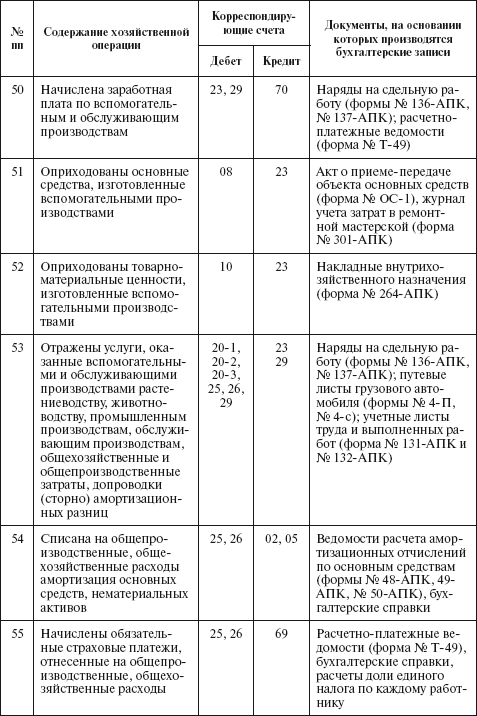 № пп
Содержание хозяйственной операции
Корреспондирующие счета
Дебет
Кредит
Документы, на основании которых производятся бухгалтерские записи
50
Начислена заработная
плата по вспомогатель-
ным и обслуживающим
производствам
23, 29
70
Наряды на сдельную ра-
боту (формы № 136-АПК,
№ 137-АПК); расчетно-
платежные ведомости
(форма № Т-49)
51
Оприходованы основные
средства, изготовленные
вспомогательными про-
изводствами
08
23
Акт о приеме-передаче
объекта основных средств
(форма № ОС-1), журнал
учета затрат в ремонт-
ной мастерской (форма
№ 301-АПК)
52
Оприходованы товарно-
материальные ценности,
изготовленные вспомо-
гательными производс-
твами
10
23
Накладные внутрихо-
зяйственного назначения
(форма № 264-АПК)
53
Отражены услуги, ока-
занные вспомогательны-
ми и обслуживающими
производствами расте-
ниеводству, животно-
водству, промышленным
производствам, обслужи-
вающим производствам,
общехозяйственные и
общепроизводственные
затраты, допроводки
(сторно) амортизацион-
ных разниц
20-1,
20-2,
20-3,
25, 26,
29
23
29
Наряды на сдельную ра-
боту (формы № 136-АПК,
№ 137-АПК); путевые
листы грузового авто-
мобиля (формы № 4-П,
№ 4-с); учетные листы
труда и выполненных ра-
бот (форма № 131-АПК и
№ 132-АПК)
54
Списана на общепро-
изводственные, обще-
хозяйственные расходы
амортизация основных
средств, нематериальных
активов
25, 26
02, 05
Ведомости расчета амор-
тизационных отчислений
по основным средствам
(формы № 48-АПК, 49-
АПК, № 50-АПК), бух-
галтерские справки
55
Начислены обязатель-
ные страховые платежи,
отнесенные на общепро-
изводственные, общехо-
зяйственные расходы
25, 26
69
Расчетно-платежные ве-
домости (форма № Т-49),
бухгалтерские справки,
расчеты доли единого
налога по каждому работ-
нику